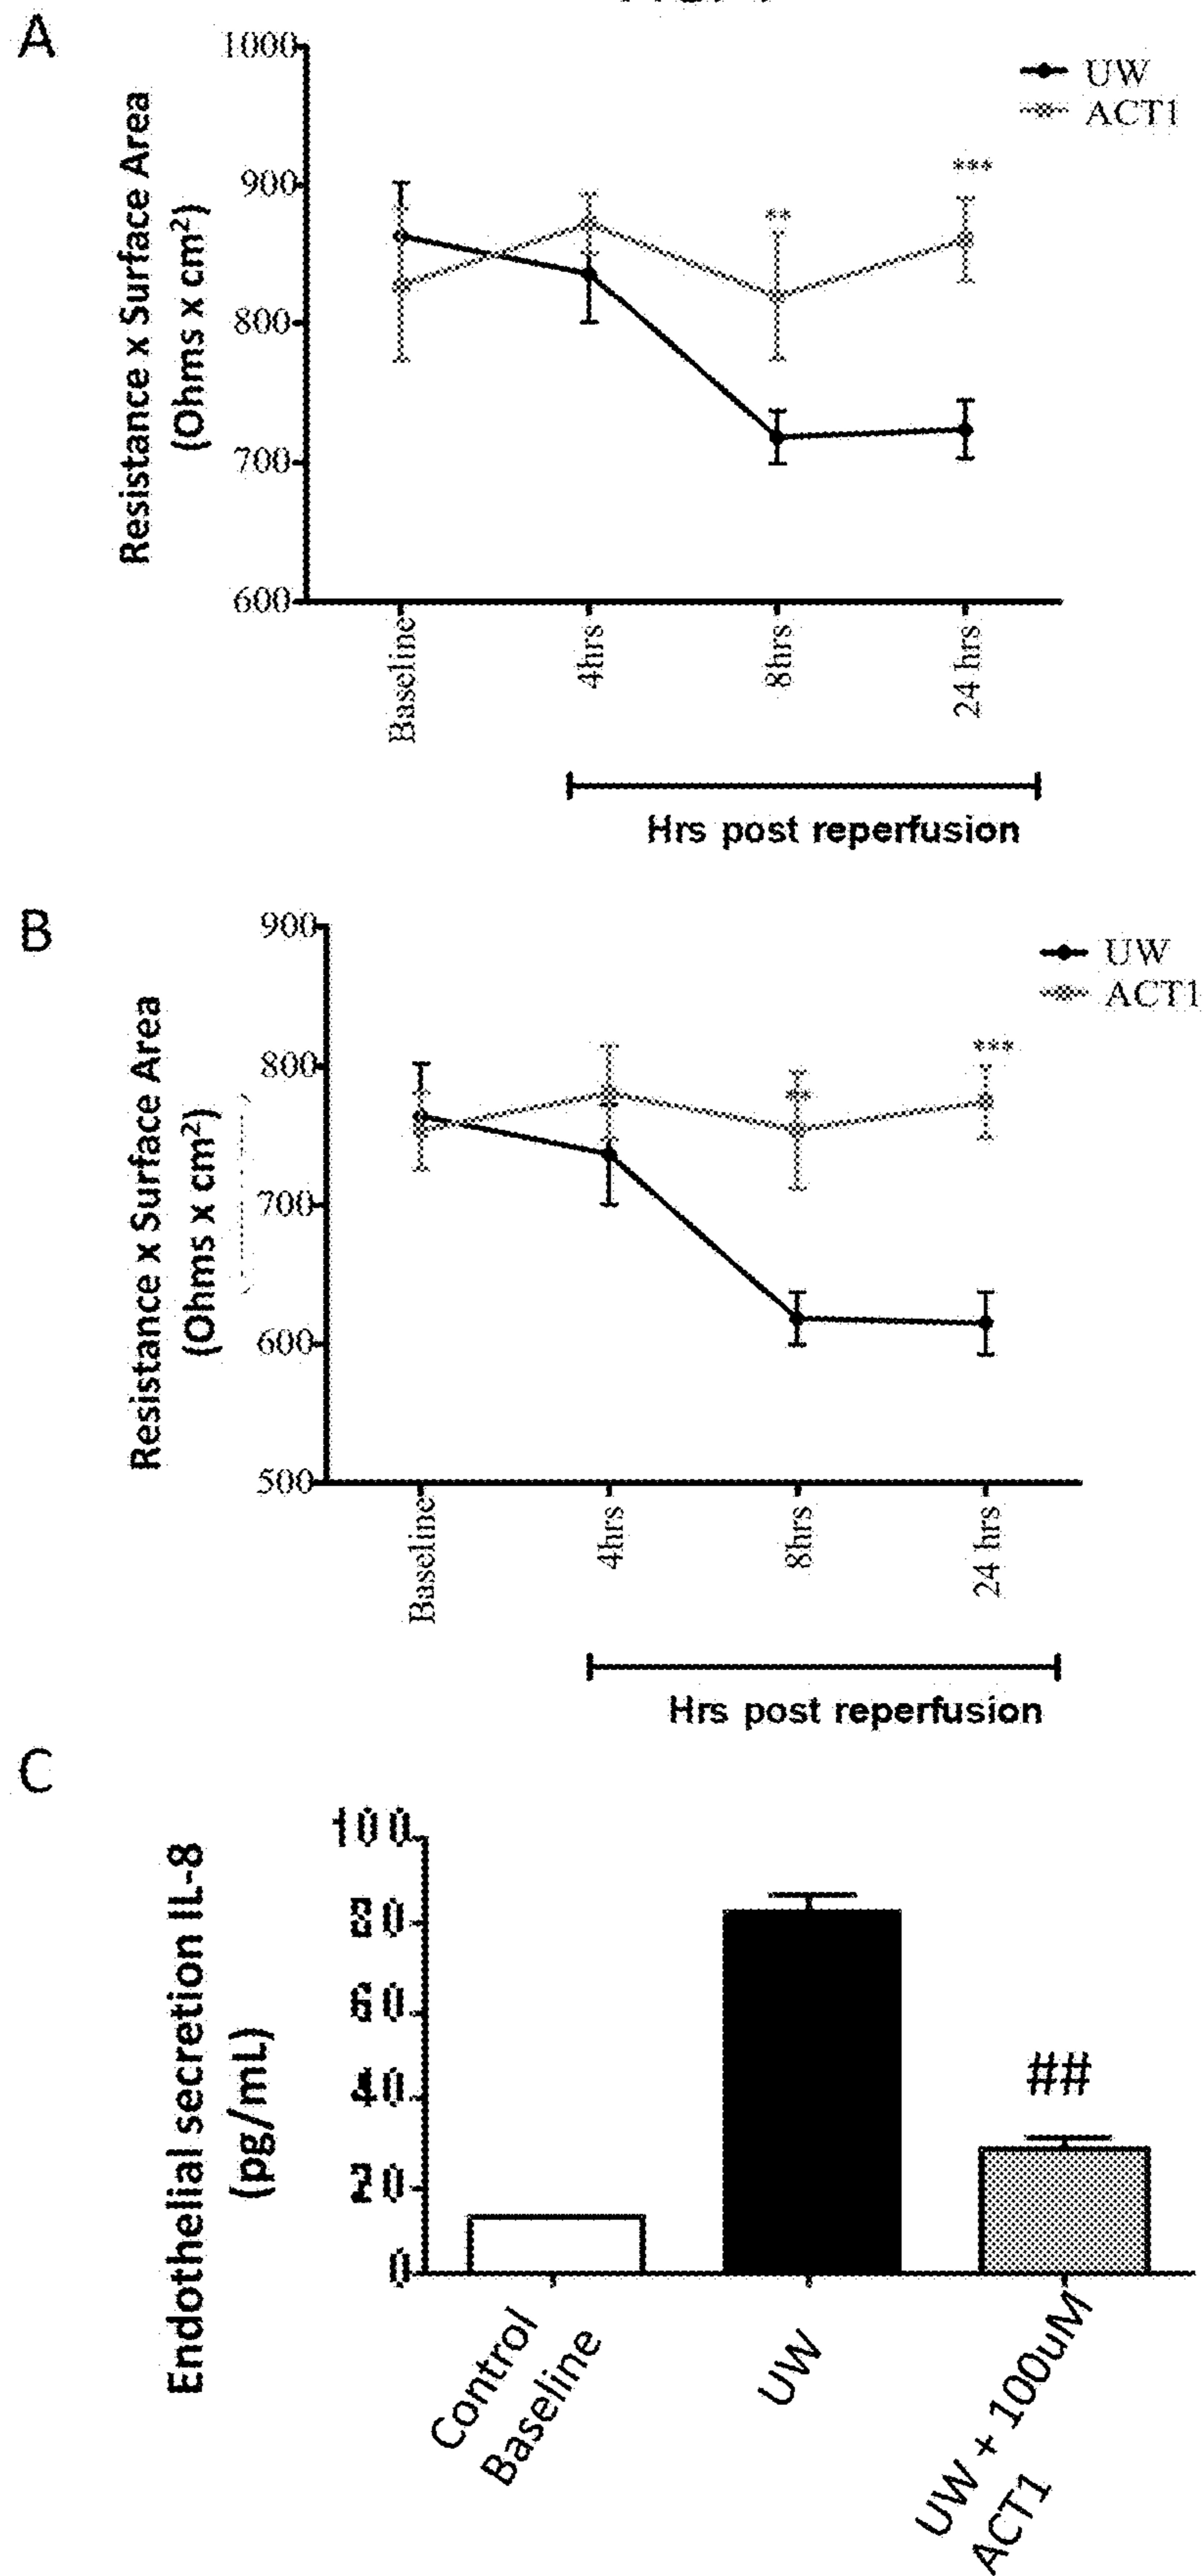 A
Resistance x Surface Area
(Ohms x cm²)
1000
900
800
700
600
UW
ACT1
**
***
Baseline
4hrs
8hrs
24 hrs
Hrs post reperfusion
B
Resistance x Surface Area
(Ohms x cm²)
900
800
700
600
500
UW
ACT1
**
***
Baseline
4hrs
8hrs
24 hrs
Hrs post reperfusion
C
Endothelial secretion IL-8
(pg/mL)
100
80
60
40
20
0
##
Control
Baseline
UW
UW + 100uM
ACT1